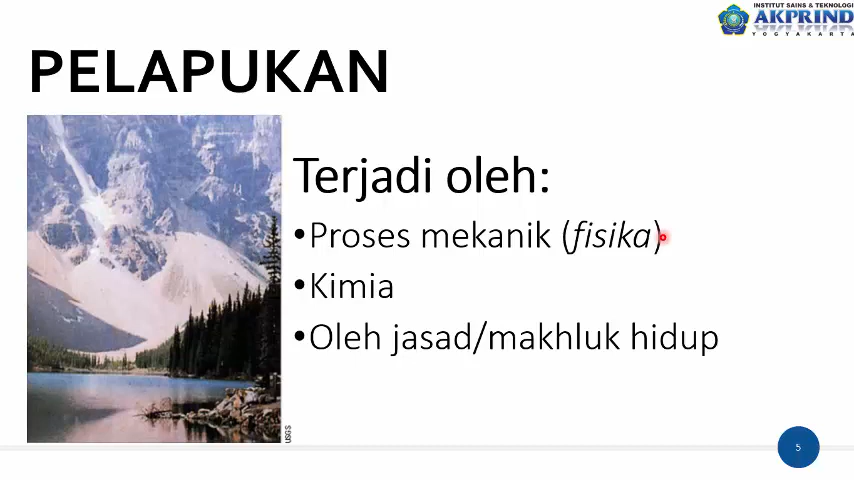 INSTITUT SAINS & TEKNOLOGI
AKPRIND
YOGYAKARTA
PELAPUKAN
Terjadi oleh:
•Proses mekanik (fisika)
•Kimia
•Oleh jasad/makhluk hidup
USGS
5